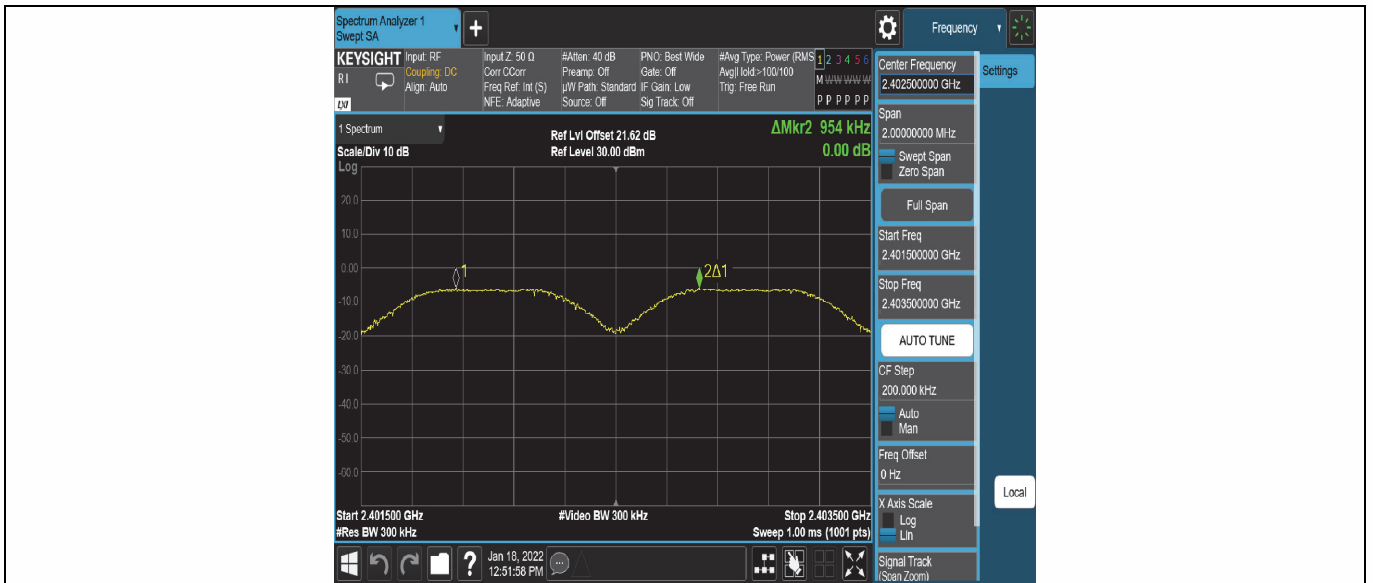 Spectrum Analyzer 1
Swept SA
Frequency
KEYSIGHT
R I
LXI
Input: RF
Coupling: DC
Align: Auto
Input Z: 50 Ω
Corr CCorr
Freq Ref: Int (S)
NFE: Adaptive
#Atten: 40 dB
Preamp: Off
µW Path: Standard
Source: Off
PNO: Best Wide
Gate: Off
IF Gain: Low
Sig Track: Off
#Avg Type: Power (RMS
Avg|Hold:>100/100
Trig: Free Run
1 2 3 4 5 6
M W W W W W
P P P P P P
Center Frequency
2.402500000 GHz
Settings
Span
2.00000000 MHz
Swept Span
Zero Span
Full Span
Start Freq
2.401500000 GHz
Stop Freq
2.403500000 GHz
AUTO TUNE
CF Step
200.000 kHz
Auto
Man
Freq Offset
0 Hz
X Axis Scale
Log
Lin
Signal Track
(Span Zoom)
Local
1 Spectrum
Scale/Div 10 dB
Log
Ref Lvl Offset 21.62 dB
Ref Level 30.00 dBm
ΔMkr2 954 kHz
0.00 dB
20.0
10.0
0.00
-10.0
-20.0
-30.0
-40.0
-50.0
-60.0
1
2Δ1
Start 2.401500 GHz
#Res BW 300 kHz
#Video BW 300 kHz
Stop 2.403500 GHz
Sweep 1.00 ms (1001 pts)
Jan 18, 2022
12:51:58 PM